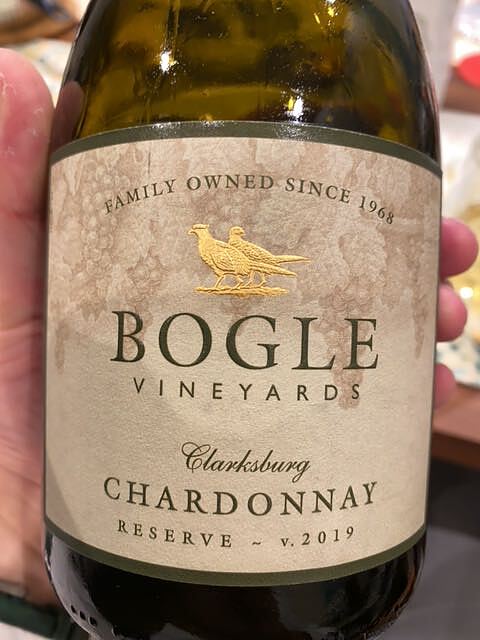 FAMILY OWNED SINCE 1968
BOGLE
VINEYARDS
Clarksburg
CHARDONNAY
RESERVE ~ v. 2019